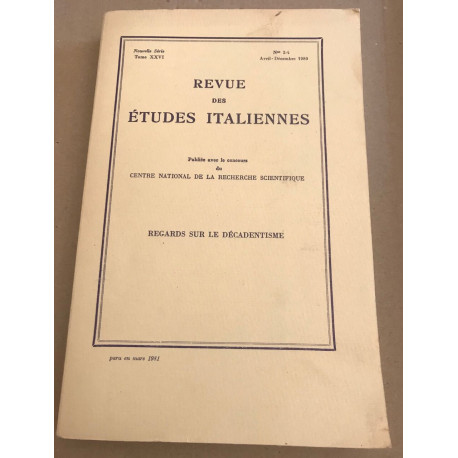 Nouvelle Série
Tome XXVI
Nos 2-4
Avril-Décembre 1980
REVUE
DES
ÉTUDES ITALIENNES
Publiée avec le concours
du
CENTRE NATIONAL DE LA RECHERCHE SCIENTIFIQUE
REGARDS SUR LE DÉCADENTISME
paru en mars 1981